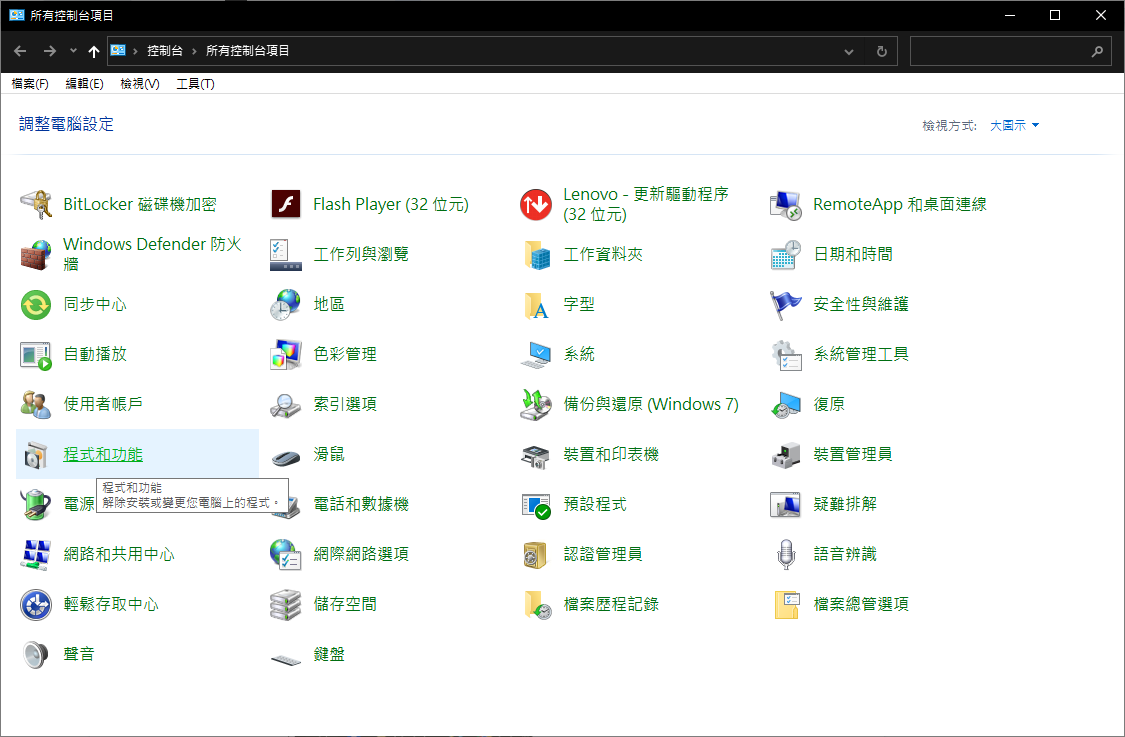 所有控制台項目
控制台 › 所有控制台項目
檔案(F) 編輯(E) 檢視(V) 工具(T)
調整電腦設定
檢視方式: 大圖示
BitLocker 磁碟機加密
Flash Player (32 位元)
Lenovo - 更新驅動程序
(32 位元)
RemoteApp 和桌面連線
Windows Defender 防火
牆
工作列與瀏覽
工作資料夾
日期和時間
同步中心
地區
字型
安全性與維護
自動播放
色彩管理
系統
系統管理工具
使用者帳戶
索引選項
備份與還原 (Windows 7)
復原
程式和功能
滑鼠
裝置和印表機
裝置管理員
程式和功能
解除安裝或變更您電腦上的程式。
電源
電話和數據機
預設程式
疑難排解
網路和共用中心
網際網路選項
認證管理員
語音辨識
輕鬆存取中心
儲存空間
檔案歷程記錄
檔案總管選項
聲音
鍵盤